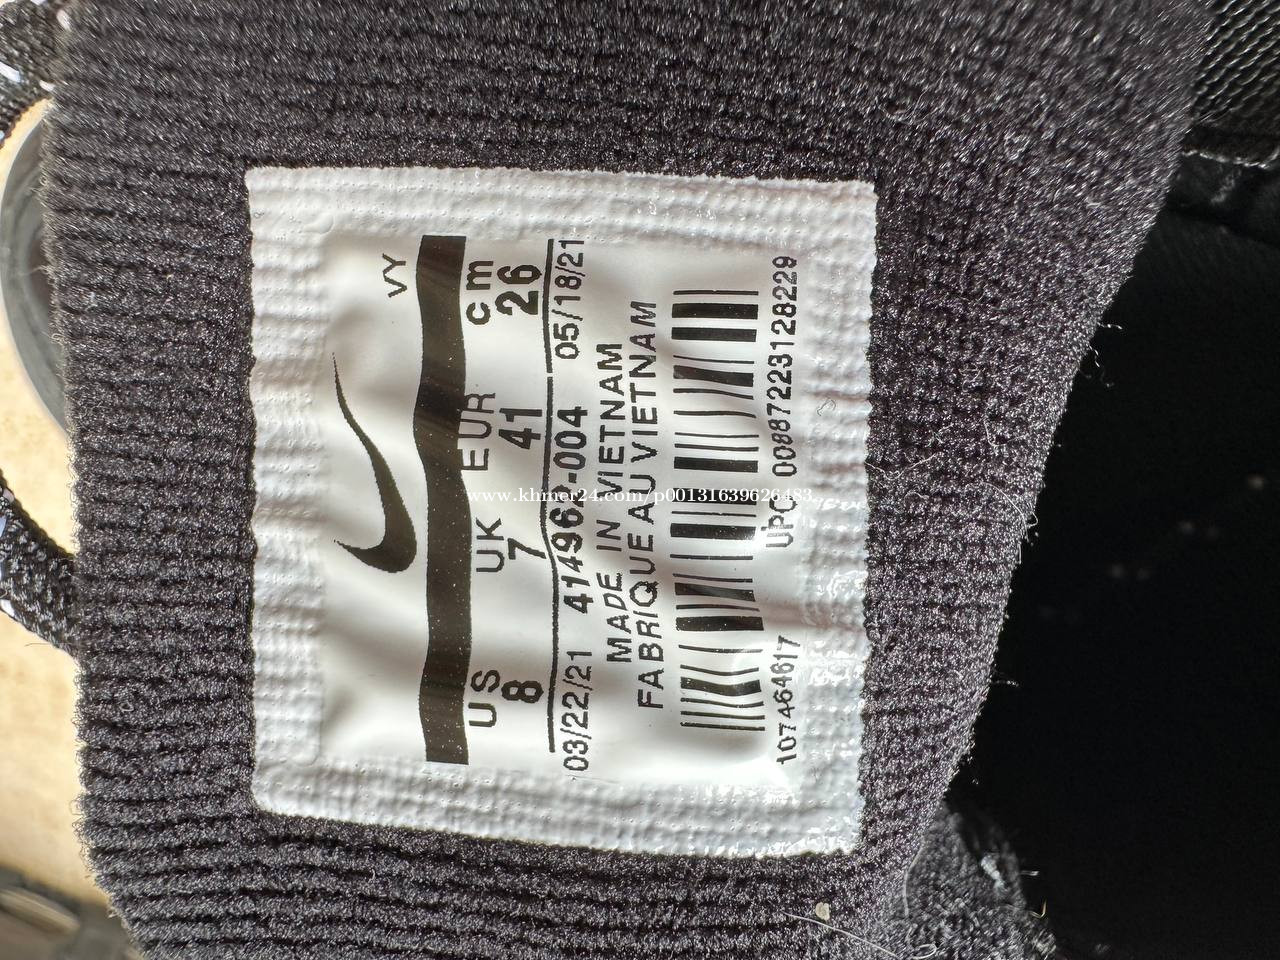 VY
US UK EUR cm
8 7 41 26
03/22/21 05/18/21
MADE IN VIETNAM
FABRIQUE AU VIETNAM
107464617 UPC 00887223128229
www.khmer24.com/p00131639626483